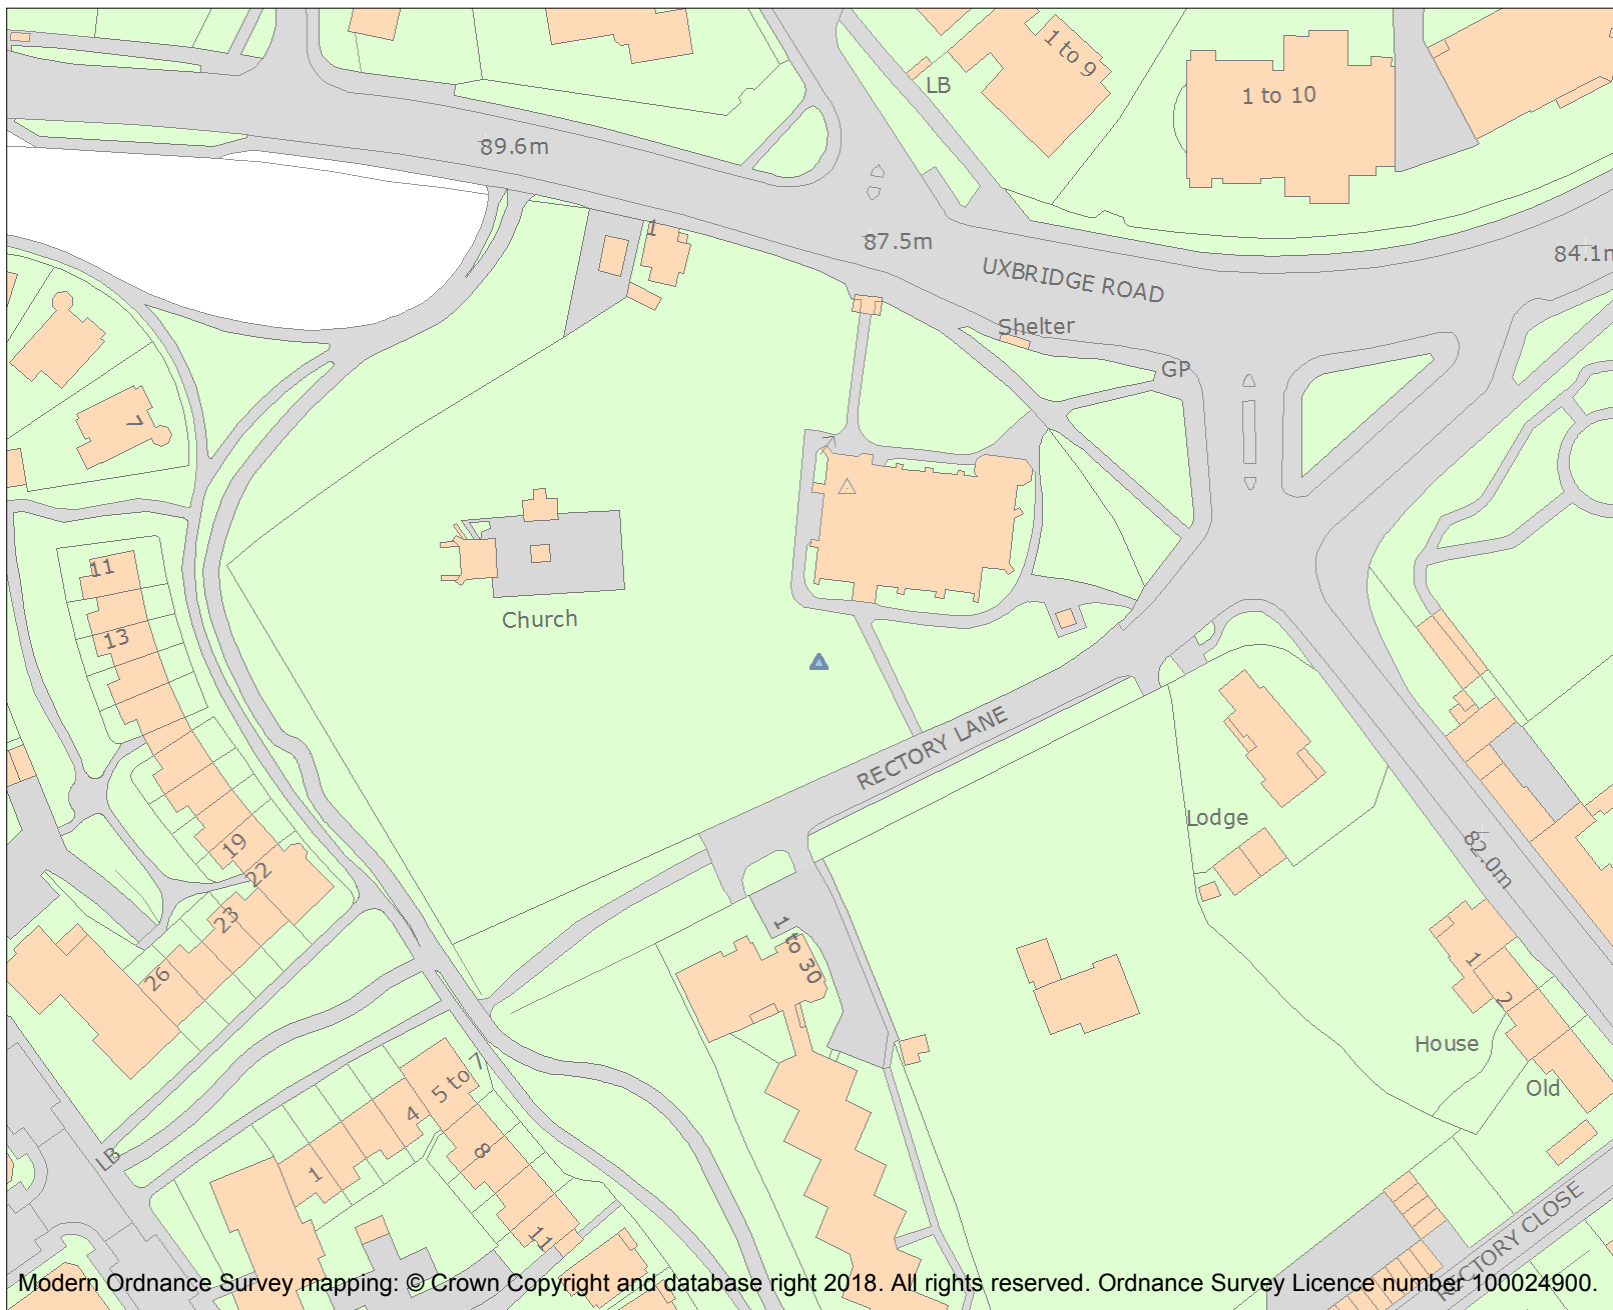 1 to 9
LB
1 to 10
89.6m
1
87.5m
84.1m
UXBRIDGE ROAD
Shelter
GP
7
11
Church
13
RECTORY LANE
Lodge
19
22
82.0m
23
1 to 30
26
1
2
House
5 to 7
Old
4
8
LB
1
11
RECTORY CLOSE
Modern Ordnance Survey mapping: © Crown Copyright and database right 2018. All rights reserved. Ordnance Survey Licence number 100024900.